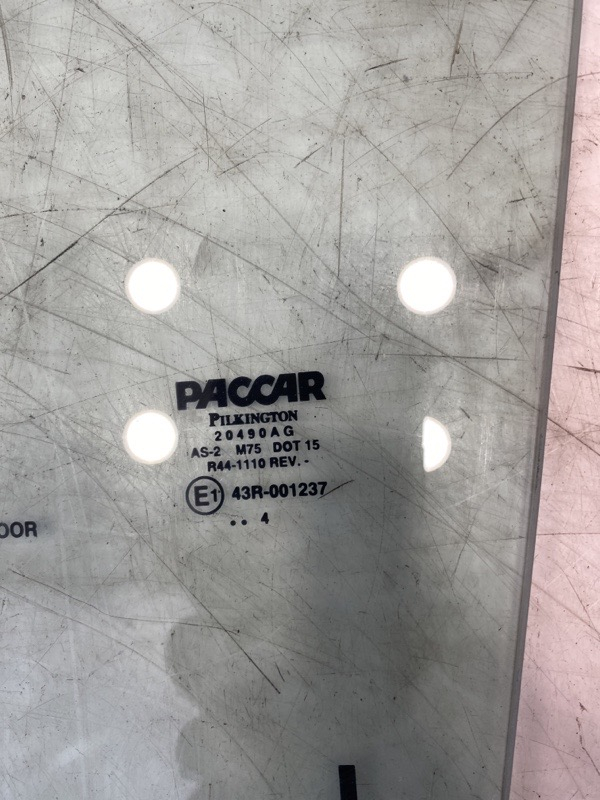 PACCAR
PILKINGTON
20490AG
AS-2 M75 DOT 15
R44-1110 REV. -
E1 43R-001237
.. 4
OOR